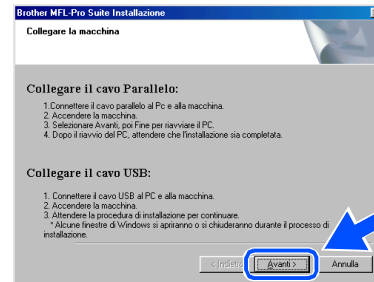 Brother MFL-Pro Suite Installazione
Collegare la macchina
Collegare il cavo Parallelo:
1.Connettere il cavo parallelo al Pc e alla macchina.
2. Accendere la macchina.
3. Selezionare Avanti, poi Fine per riavviare il PC.
4. Dopo il riavvio del PC, attendere che l'installazione sia completata.
Collegare il cavo USB:
1. Connettere il cavo USB al PC e alla macchina.
2. Accendere la macchina.
3. Attendere la procedura di installazione per continuare.
* Alcune finestre di Windows si apriranno o si chiuderanno durante il processo di
installazione.
< Indietro
Avanti >
Annulla